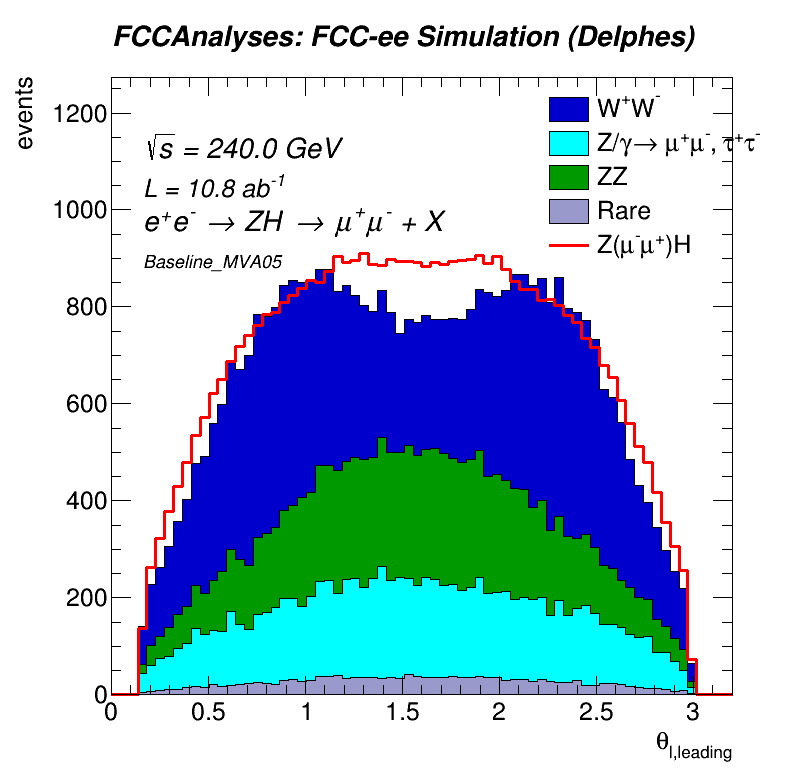 FCCAnalyses: FCC-ee Simulation (Delphes)
events
1200
1000
800
600
400
200
0
√s = 240.0 GeV
L = 10.8 ab⁻¹
e⁺e⁻ → ZH → μ⁺μ⁻ + X
Baseline_MVA05
W⁺W⁻
Z/γ→ μ⁺μ⁻, τ⁺τ⁻
ZZ
Rare
Z(μ⁻μ⁺)H
0 0.5 1 1.5 2 2.5 3
θl,leading